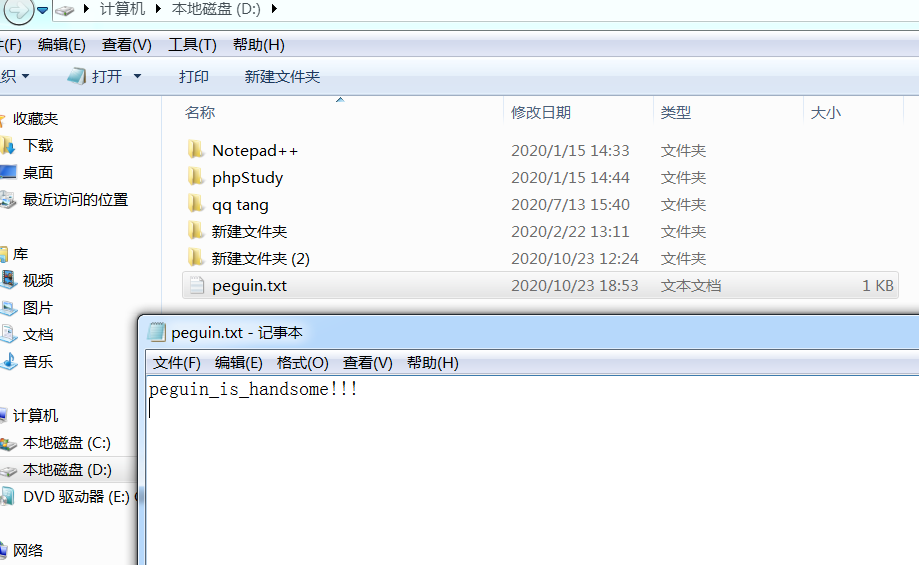 计算机 本地磁盘 (D:)
(F) 编辑(E) 查看(V) 工具(T) 帮助(H)
织 打开 打印 新建文件夹
名称 修改日期 类型 大小
收藏夹
下载
桌面
最近访问的位置
库
视频
图片
文档
音乐
计算机
本地磁盘 (C:)
本地磁盘 (D:)
DVD 驱动器 (E:)
网络
Notepad++ 2020/1/15 14:33 文件夹
phpStudy 2020/1/15 14:44 文件夹
qq tang 2020/7/13 15:40 文件夹
新建文件夹 2020/2/22 13:11 文件夹
新建文件夹 (2) 2020/10/23 12:24 文件夹
peguin.txt 2020/10/23 18:53 文本文档 1 KB
peguin.txt - 记事本
文件(F) 编辑(E) 格式(O) 查看(V) 帮助(H)
peguin_is_handsome!!!